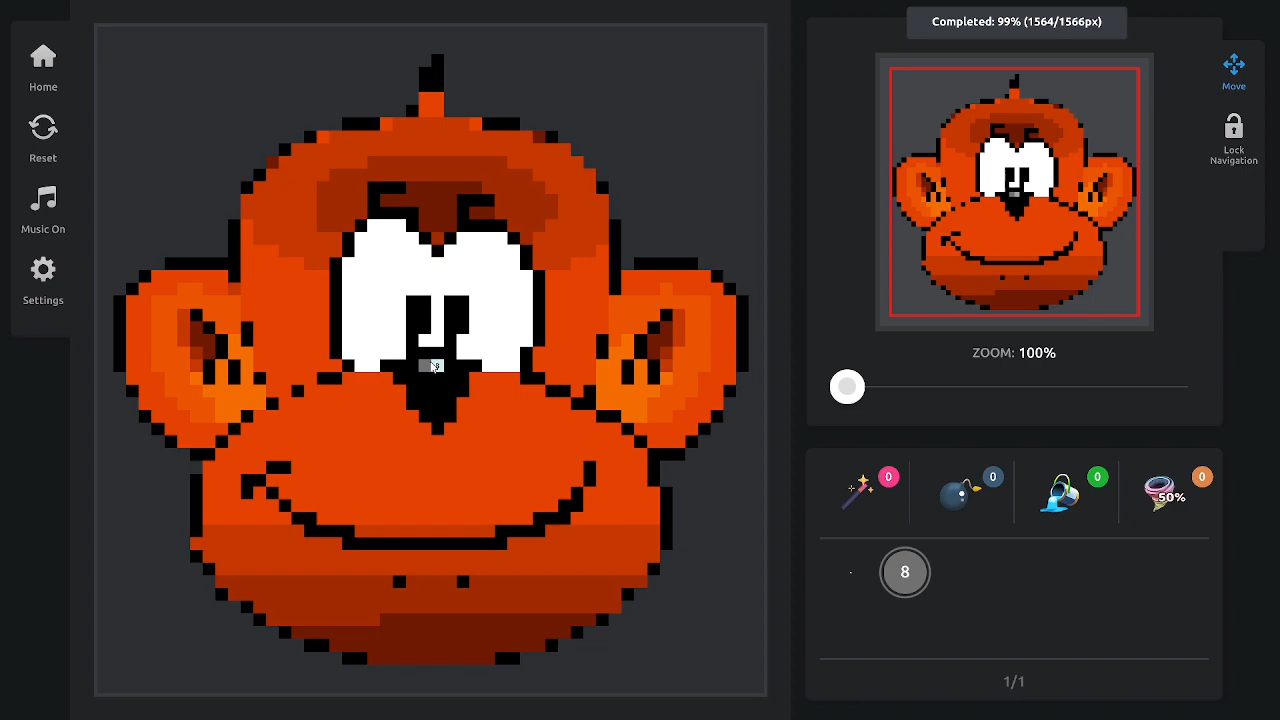 Completed: 99% (1564/1566px)
Home
Reset
Music On
Settings
Move
Lock
Navigation
ZOOM: 100%
0
0
0
50%
0
8
8
1/1